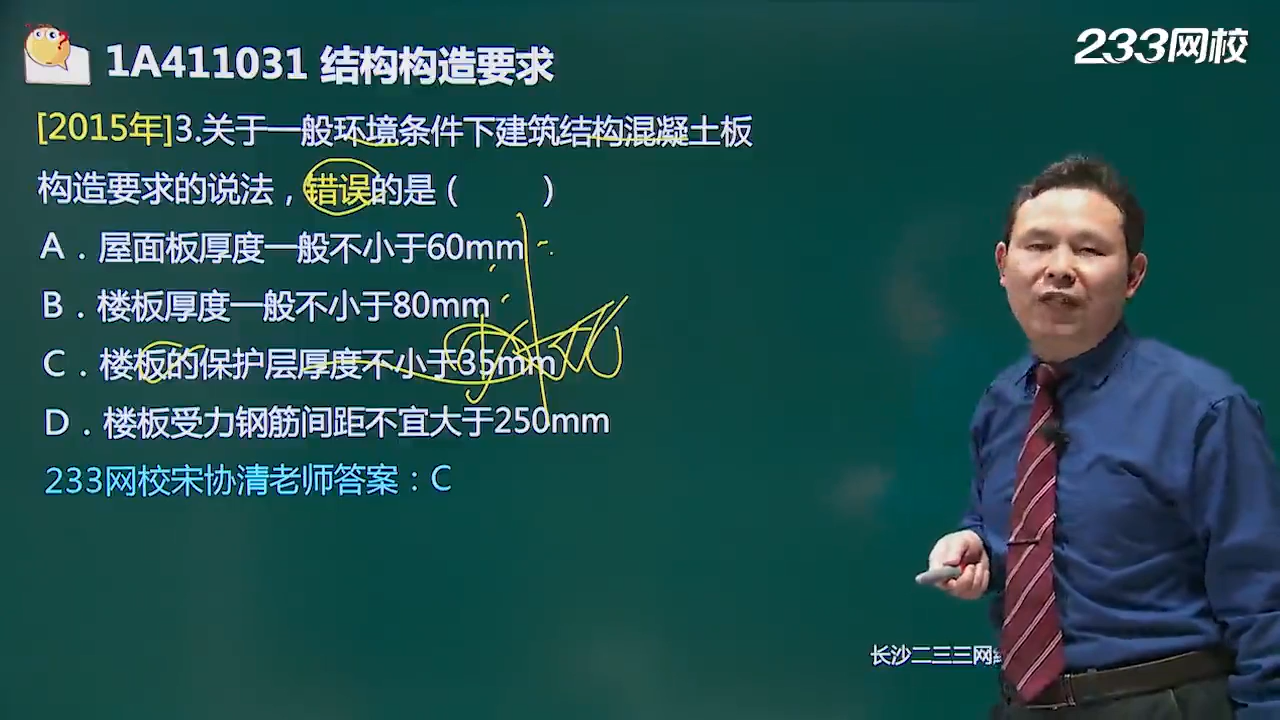 1A411031 结构构造要求
233网校
[2015年]3.关于一般环境条件下建筑结构混凝土板
构造要求的说法，错误的是（　　）
A．屋面板厚度一般不小于60mm
B．楼板厚度一般不小于80mm
C．楼板的保护层厚度不小于35mm
D．楼板受力钢筋间距不宜大于250mm
233网校宋协清老师答案：C
长沙二三三网络